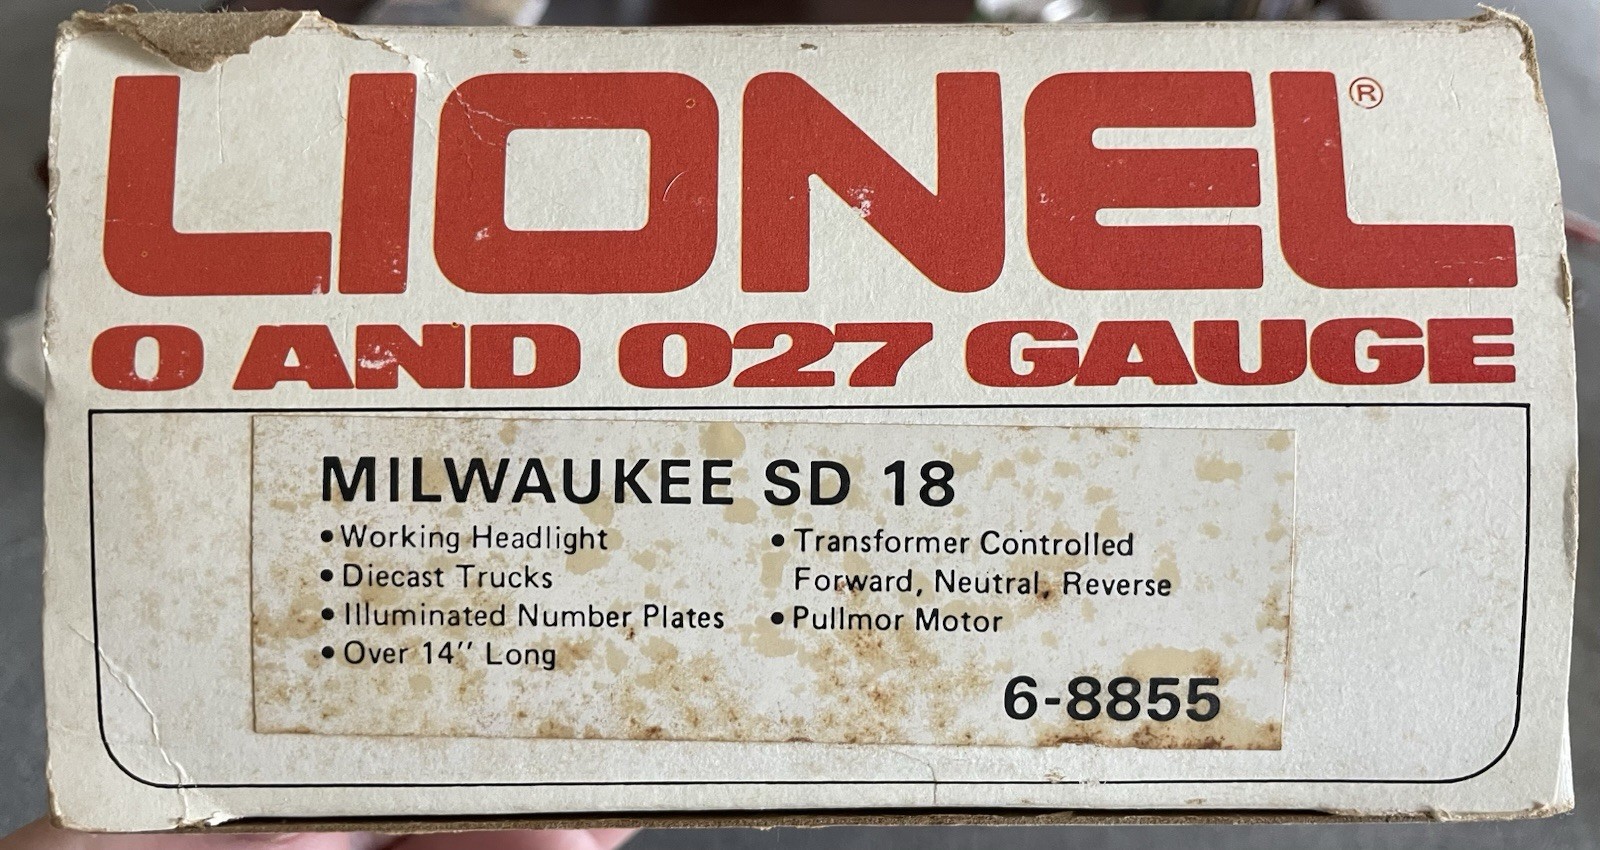 LIONEL®
O AND O27 GAUGE
MILWAUKEE SD 18
• Working Headlight
• Diecast Trucks
• Illuminated Number Plates
• Over 14" Long
• Transformer Controlled
Forward, Neutral, Reverse
• Pullmor Motor
6-8855